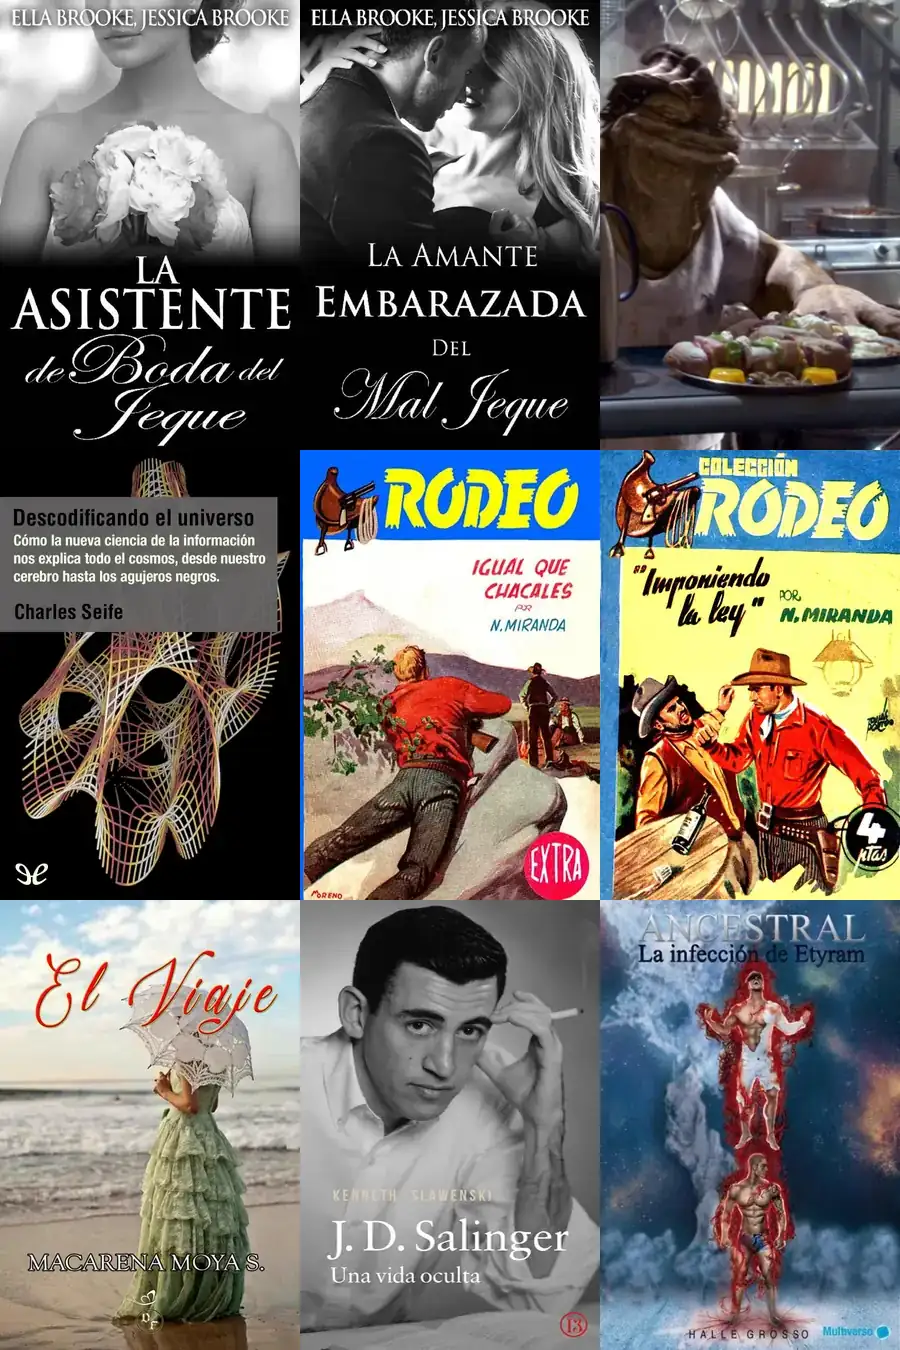 ELLA BROOKE, JESSICA BROOKE
LA
ASISTENTE
de Boda del
Jeque
ELLA BROOKE, JESSICA BROOKE
LA AMANTE
EMBARAZADA
DEL
Mal Jeque
Descodificando el universo
Cómo la nueva ciencia de la información
nos explica todo el cosmos, desde nuestro
cerebro hasta los agujeros negros.
Charles Seife
RODEO
IGUAL QUE
CHACALES
POR
N. MIRANDA
EXTRA
MORENO
COLECCIÓN
RODEO
"Imponiendo
la ley"
POR
N. MIRANDA
4
ptas
El Viaje
MACARENA MOYA S.
KENNETH SLAWENSKI
J. D. Salinger
Una vida oculta
13
ANCESTRAL
La infección de Etyram
HALLE GROSSO
Multiverso